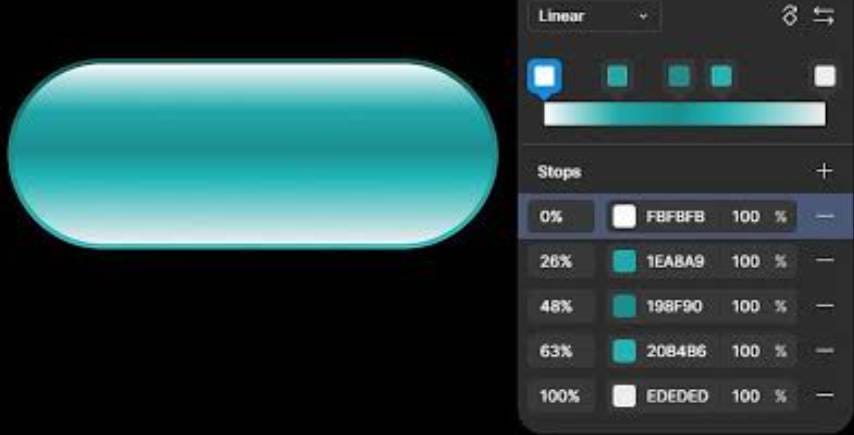 Linear
Stops
0% FBFBFB 100 %
26% 1EA8A9 100 %
48% 198F90 100 %
63% 20B4B6 100 %
100% EDEDED 100 %